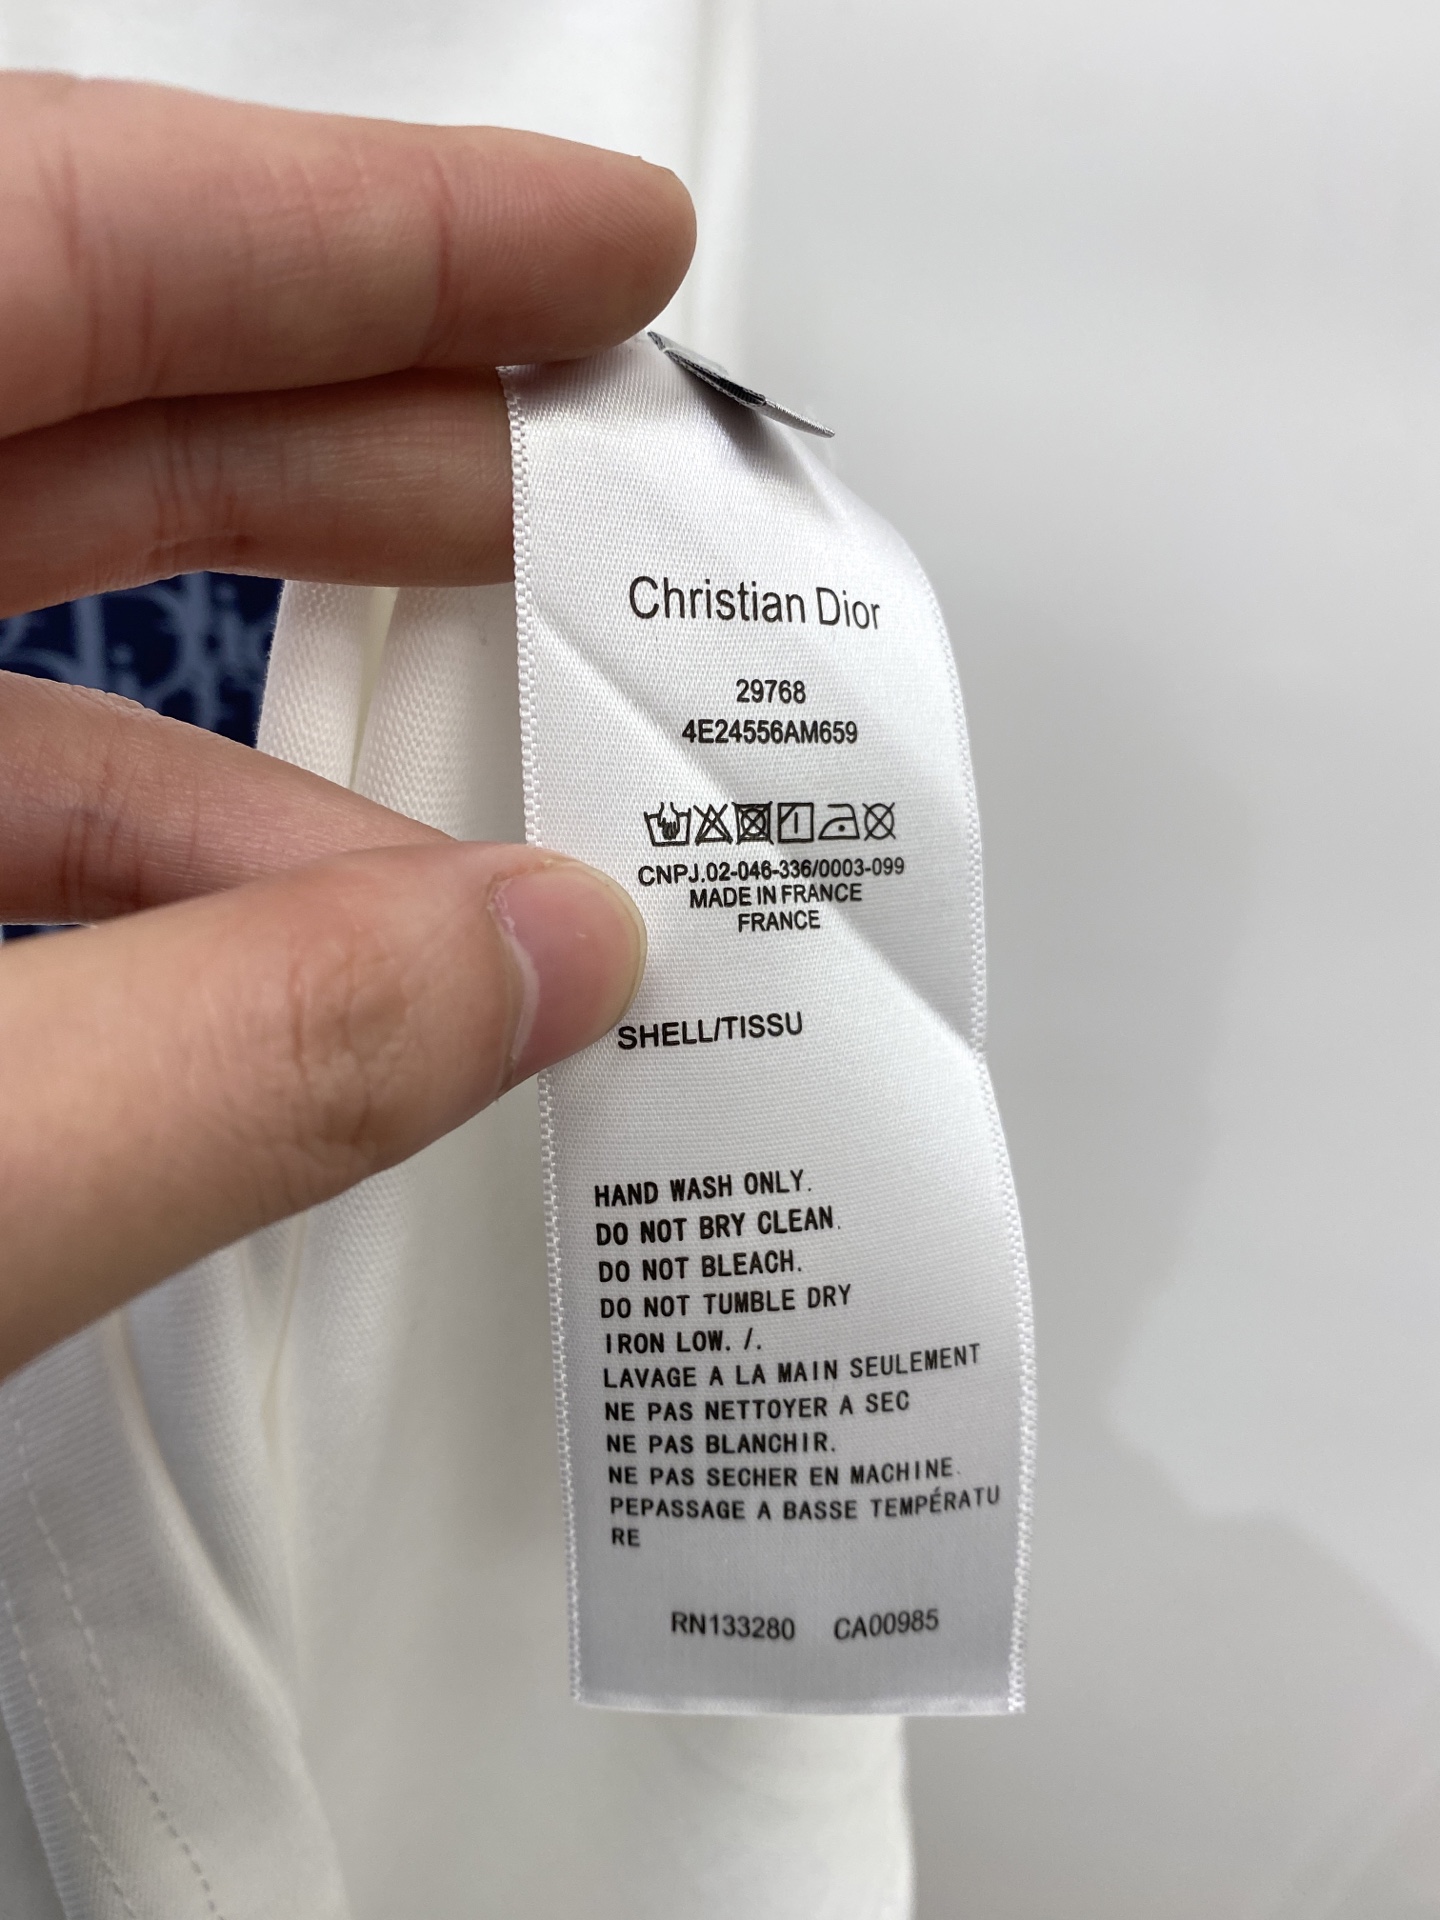 Christian Dior
29768
4E24556AM659
CNPJ.02-046-336/0003-099
MADE IN FRANCE
FRANCE
SHELL/TISSU
HAND WASH ONLY.
DO NOT BRY CLEAN.
DO NOT BLEACH.
DO NOT TUMBLE DRY
IRON LOW. /.
LAVAGE A LA MAIN SEULEMENT
NE PAS NETTOYER A SEC
NE PAS BLANCHIR.
NE PAS SECHER EN MACHINE.
PEPASSAGE A BASSE TEMPÉRATU
RE
RN133280 CA00985